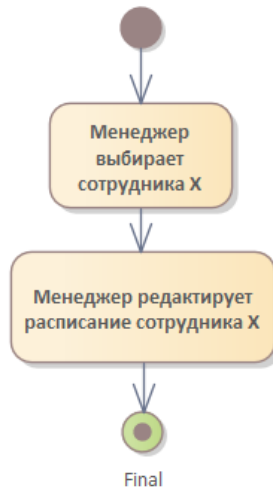 Менеджер
выбирает
сотрудника X
Менеджер редактирует
расписание сотрудника X
Final